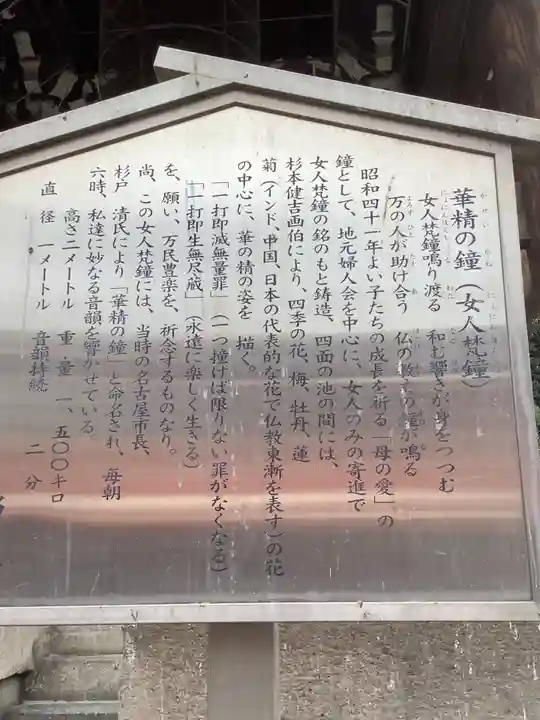 華精の鐘(女人梵鐘)
女人梵鐘鳴り渡る 和む響きが身をつつむ
万の人が助け合う 仏の教の鐘が鳴る
昭和四十一年よい子たちの成長を祈る「母の愛」の
鐘として、地元婦人会を中心に、女人のみの寄進で
女人梵鐘の銘のもと鋳造、四面の池の間には、
杉本健吉画伯により、四季の花、梅、牡丹、蓮
菊(インド、中国、日本の代表的な花で仏教東漸を表す)の花
の中心に、華の精の姿を 描く。
「一打即滅無量罪」(一つ撞けば限りない罪がなくなる)
「一打即生無尽蔵」(永遠に楽しく生きる)
を、願い、万民豊楽を、祈念するものなり。
尚、この女人梵鐘には、当時の名古屋市長、
杉戸 清氏により「華精の鐘」と命名され、毎朝
六時、私達に妙なる音韻を響かせている。
高さ二メートル 重量 一、五〇〇キロ
直径 一メートル 音韻持続 二分